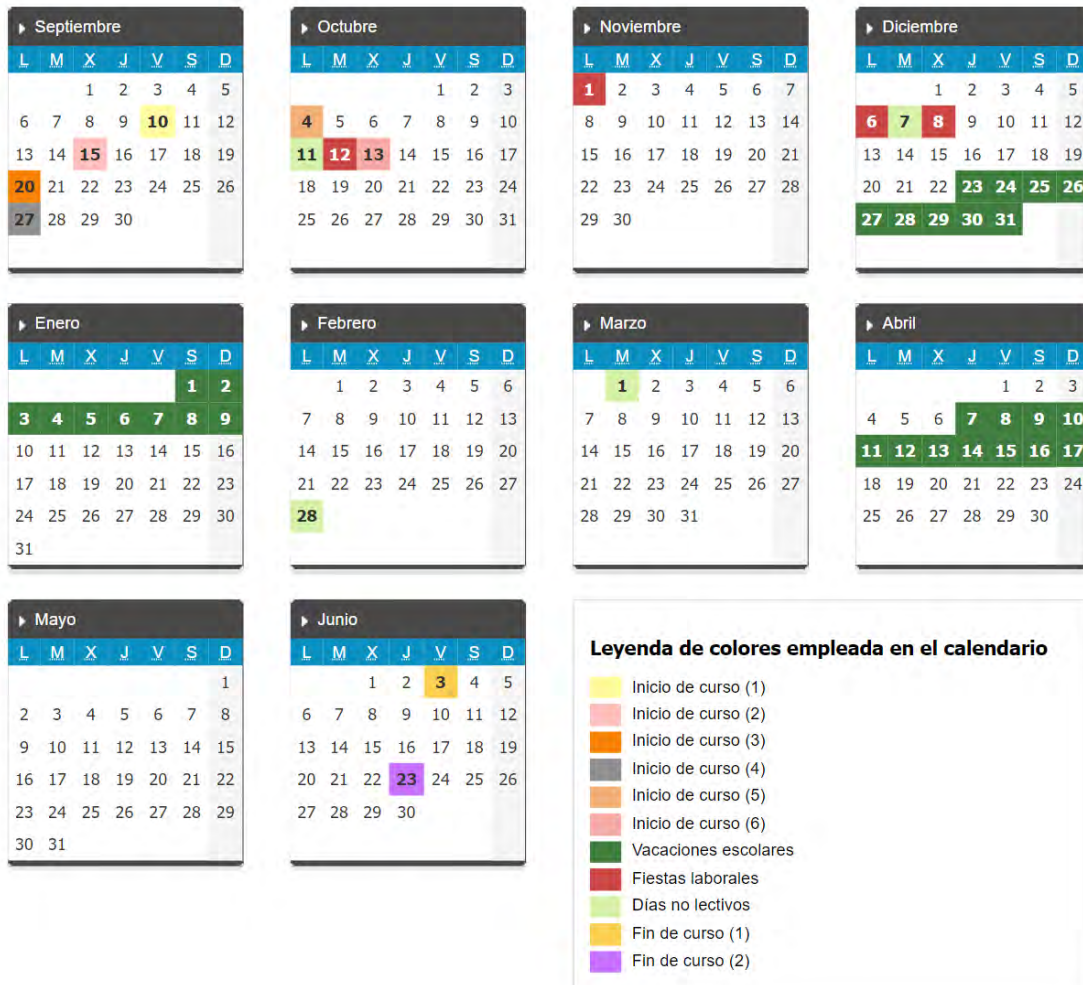 Septiembre
L M X J V S D
1 2 3 4 5
6 7 8 9 10 11 12
13 14 15 16 17 18 19
20 21 22 23 24 25 26
27 28 29 30
Octubre
L M X J V S D
1 2 3
4 5 6 7 8 9 10
11 12 13 14 15 16 17
18 19 20 21 22 23 24
25 26 27 28 29 30 31
Noviembre
L M X J V S D
1 2 3 4 5 6 7
8 9 10 11 12 13 14
15 16 17 18 19 20 21
22 23 24 25 26 27 28
29 30
Diciembre
L M X J V S D
1 2 3 4 5
6 7 8 9 10 11 12
13 14 15 16 17 18 19
20 21 22 23 24 25 26
27 28 29 30 31
Enero
L M X J V S D
1 2
3 4 5 6 7 8 9
10 11 12 13 14 15 16
17 18 19 20 21 22 23
24 25 26 27 28 29 30
31
Febrero
L M X J V S D
1 2 3 4 5 6
7 8 9 10 11 12 13
14 15 16 17 18 19 20
21 22 23 24 25 26 27
28
Marzo
L M X J V S D
1 2 3 4 5 6
7 8 9 10 11 12 13
14 15 16 17 18 19 20
21 22 23 24 25 26 27
28 29 30 31
Abril
L M X J V S D
1 2 3
4 5 6 7 8 9 10
11 12 13 14 15 16 17
18 19 20 21 22 23 24
25 26 27 28 29 30
Mayo
L M X J V S D
1
2 3 4 5 6 7 8
9 10 11 12 13 14 15
16 17 18 19 20 21 22
23 24 25 26 27 28 29
30 31
Junio
L M X J V S D
1 2 3 4 5
6 7 8 9 10 11 12
13 14 15 16 17 18 19
20 21 22 23 24 25 26
27 28 29 30
Leyenda de colores empleada en el calendario
Inicio de curso (1)
Inicio de curso (2)
Inicio de curso (3)
Inicio de curso (4)
Inicio de curso (5)
Inicio de curso (6)
Vacaciones escolares
Fiestas laborales
Días no lectivos
Fin de curso (1)
Fin de curso (2)